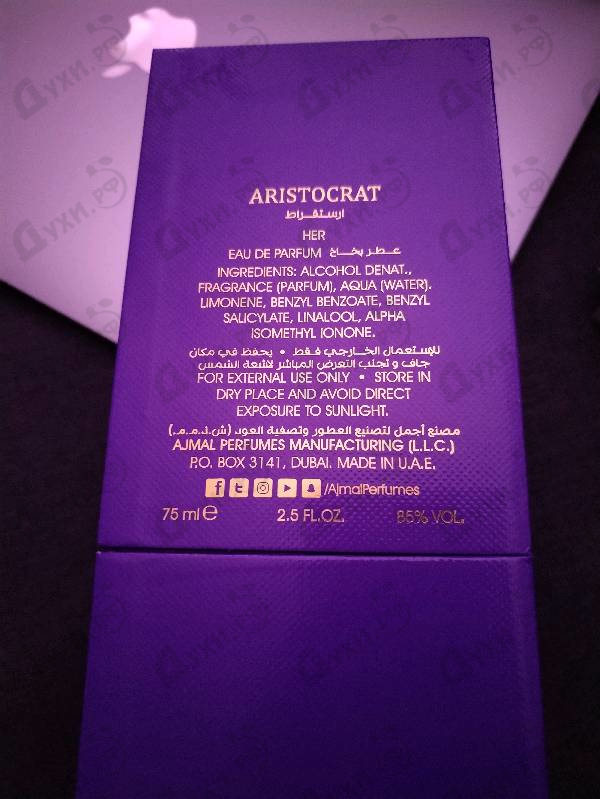 ARISTOCRAT
ارستقراط
HER
EAU DE PARFUM عطر بخاخ
INGREDIENTS: ALCOHOL DENAT.,
FRAGRANCE (PARFUM), AQUA (WATER).
LIMONENE, BENZYL BENZOATE, BENZYL
SALICYLATE, LINALOOL, ALPHA
ISOMETHYL IONONE.
للإستعمال الخارجي فقط • يحفظ في مكان
جاف و تجنب التعرض المباشر لأشعة الشمس
FOR EXTERNAL USE ONLY • STORE IN
DRY PLACE AND AVOID DIRECT
EXPOSURE TO SUNLIGHT.
مصنع أجمل لتصنيع العطور وتصفية العود (ش.ذ.م.م.)
AJMAL PERFUMES MANUFACTURING (L.L.C.)
P.O. BOX 3141, DUBAI. MADE IN U.A.E.
/AjmalPerfumes
75 ml e 2.5 FL.OZ. 85% VOL.
Духи.рф